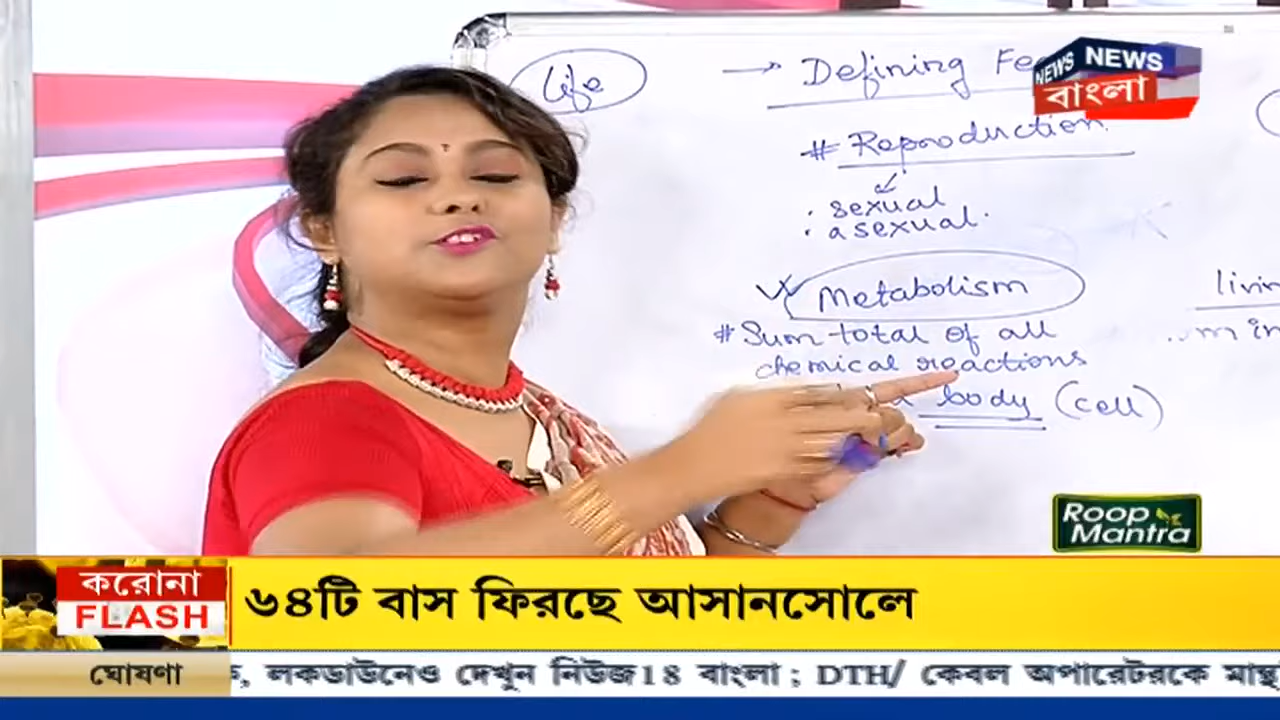 Life
→ Defining
NEWS NEWS
বাংলা
# Reproduction
: sexual
: asexual.
Metabolism
# Sum total of all
chemical reactions
body (cell)
Roop
Mantra
করোনা
FLASH
৬৪টি বাস ফিরছে আসানসোলে
ঘোষণা
, লকডাউনেও দেখুন নিউজ18 বাংলা ; DTH/ কেবল অপারেটরকে